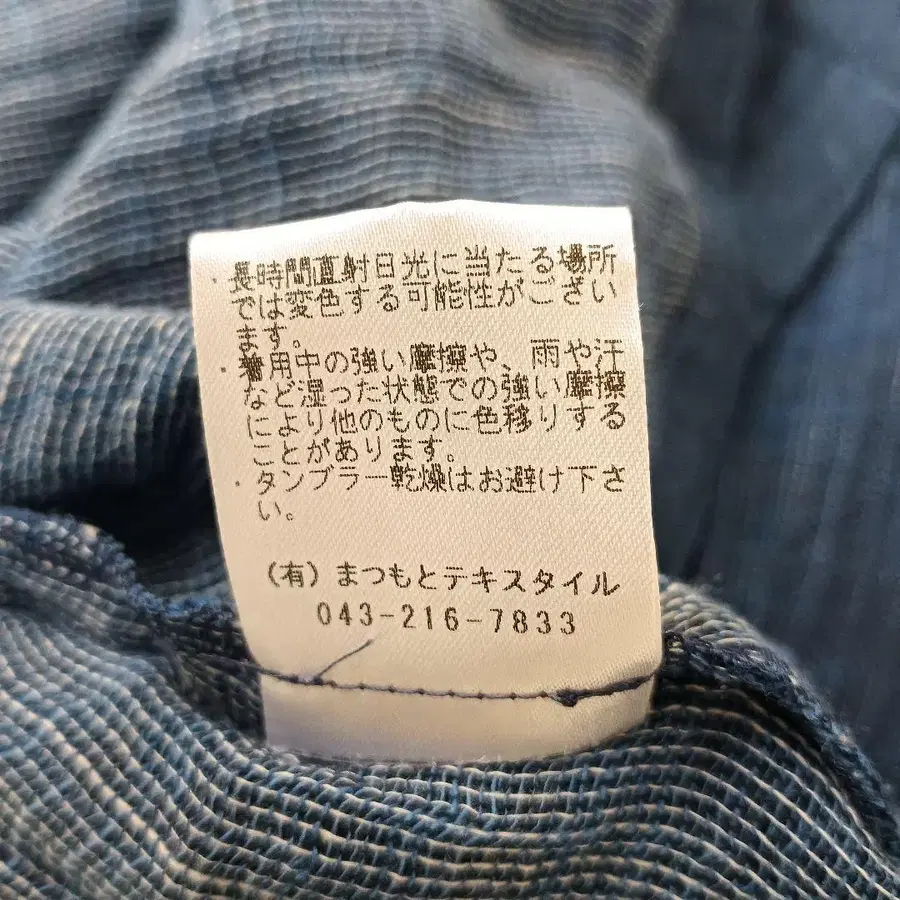 ・長時間直射日光に当たる場所
では変色する可能性がござい
ます。
・着用中の強い摩擦や、雨や汗
など湿った状態での強い摩擦
により他のものに色移りする
ことがあります。
・タンブラー乾燥はお避け下さ
い。
(有)まつもとテキスタイル
043-216-7833